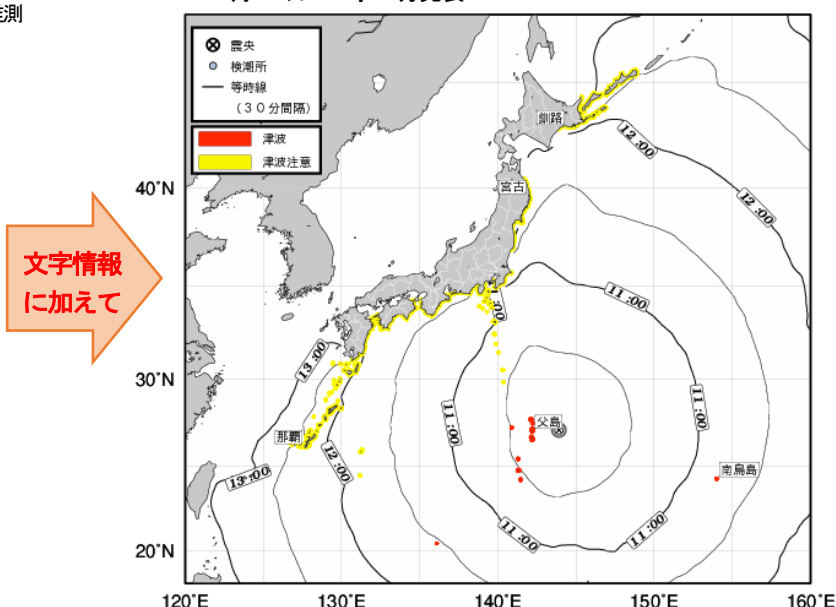 測
震央
検潮所
等時線
(30分間隔)
津波
津波注意
文字情報
に加えて
40°N
30°N
20°N
120°E
130°E
140°E
150°E
160°E
釧路
宮古
父島
南鳥島
那覇
12:00
12:00
11:00
:00
13:00
11:00
11:00
12:00
13:00
11:00
11:00